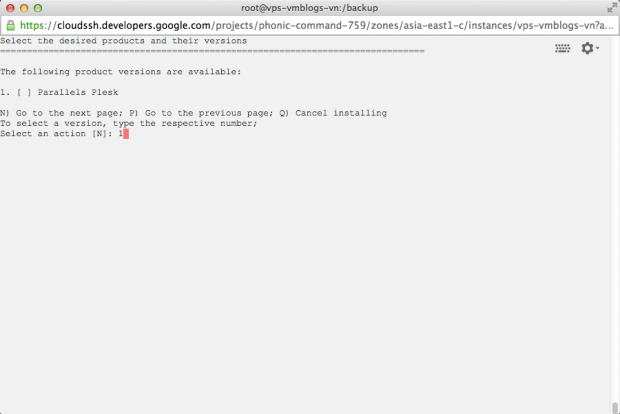 root@vps-vmblogs-vn:/backup
https://cloudssh.developers.google.com/projects/phonic-command-759/zones/asia-east1-c/instances/vps-vmblogs-vn?a...
Select the desired products and their versions
================================================================================
The following product versions are available:
1. [ ] Parallels Plesk
N) Go to the next page; P) Go to the previous page; Q) Cancel installing
To select a version, type the respective number;
Select an action [N]: 1